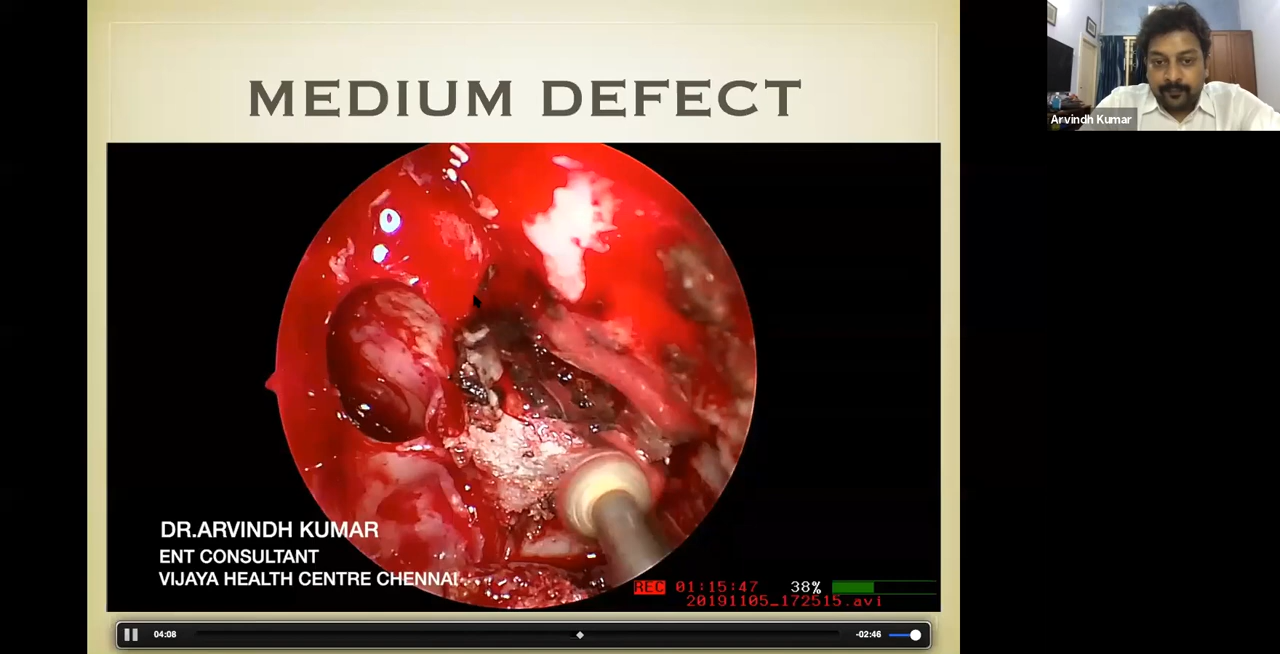 MEDIUM DEFECT
Arvindh Kumar
DR.ARVINDH KUMAR
ENT CONSULTANT
VIJAYA HEALTH CENTRE CHENNAI
REC 01:15:47 38%
20191105_172515.avi
04:08 -02:46